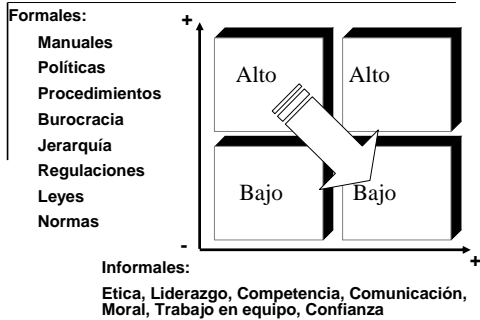 Formales:
Manuales
Políticas
Procedimientos
Burocracia
Jerarquía
Regulaciones
Leyes
Normas
+
Alto
Alto
Bajo
Bajo
-
+
Informales:
Etica, Liderazgo, Competencia, Comunicación,
Moral, Trabajo en equipo, Confianza